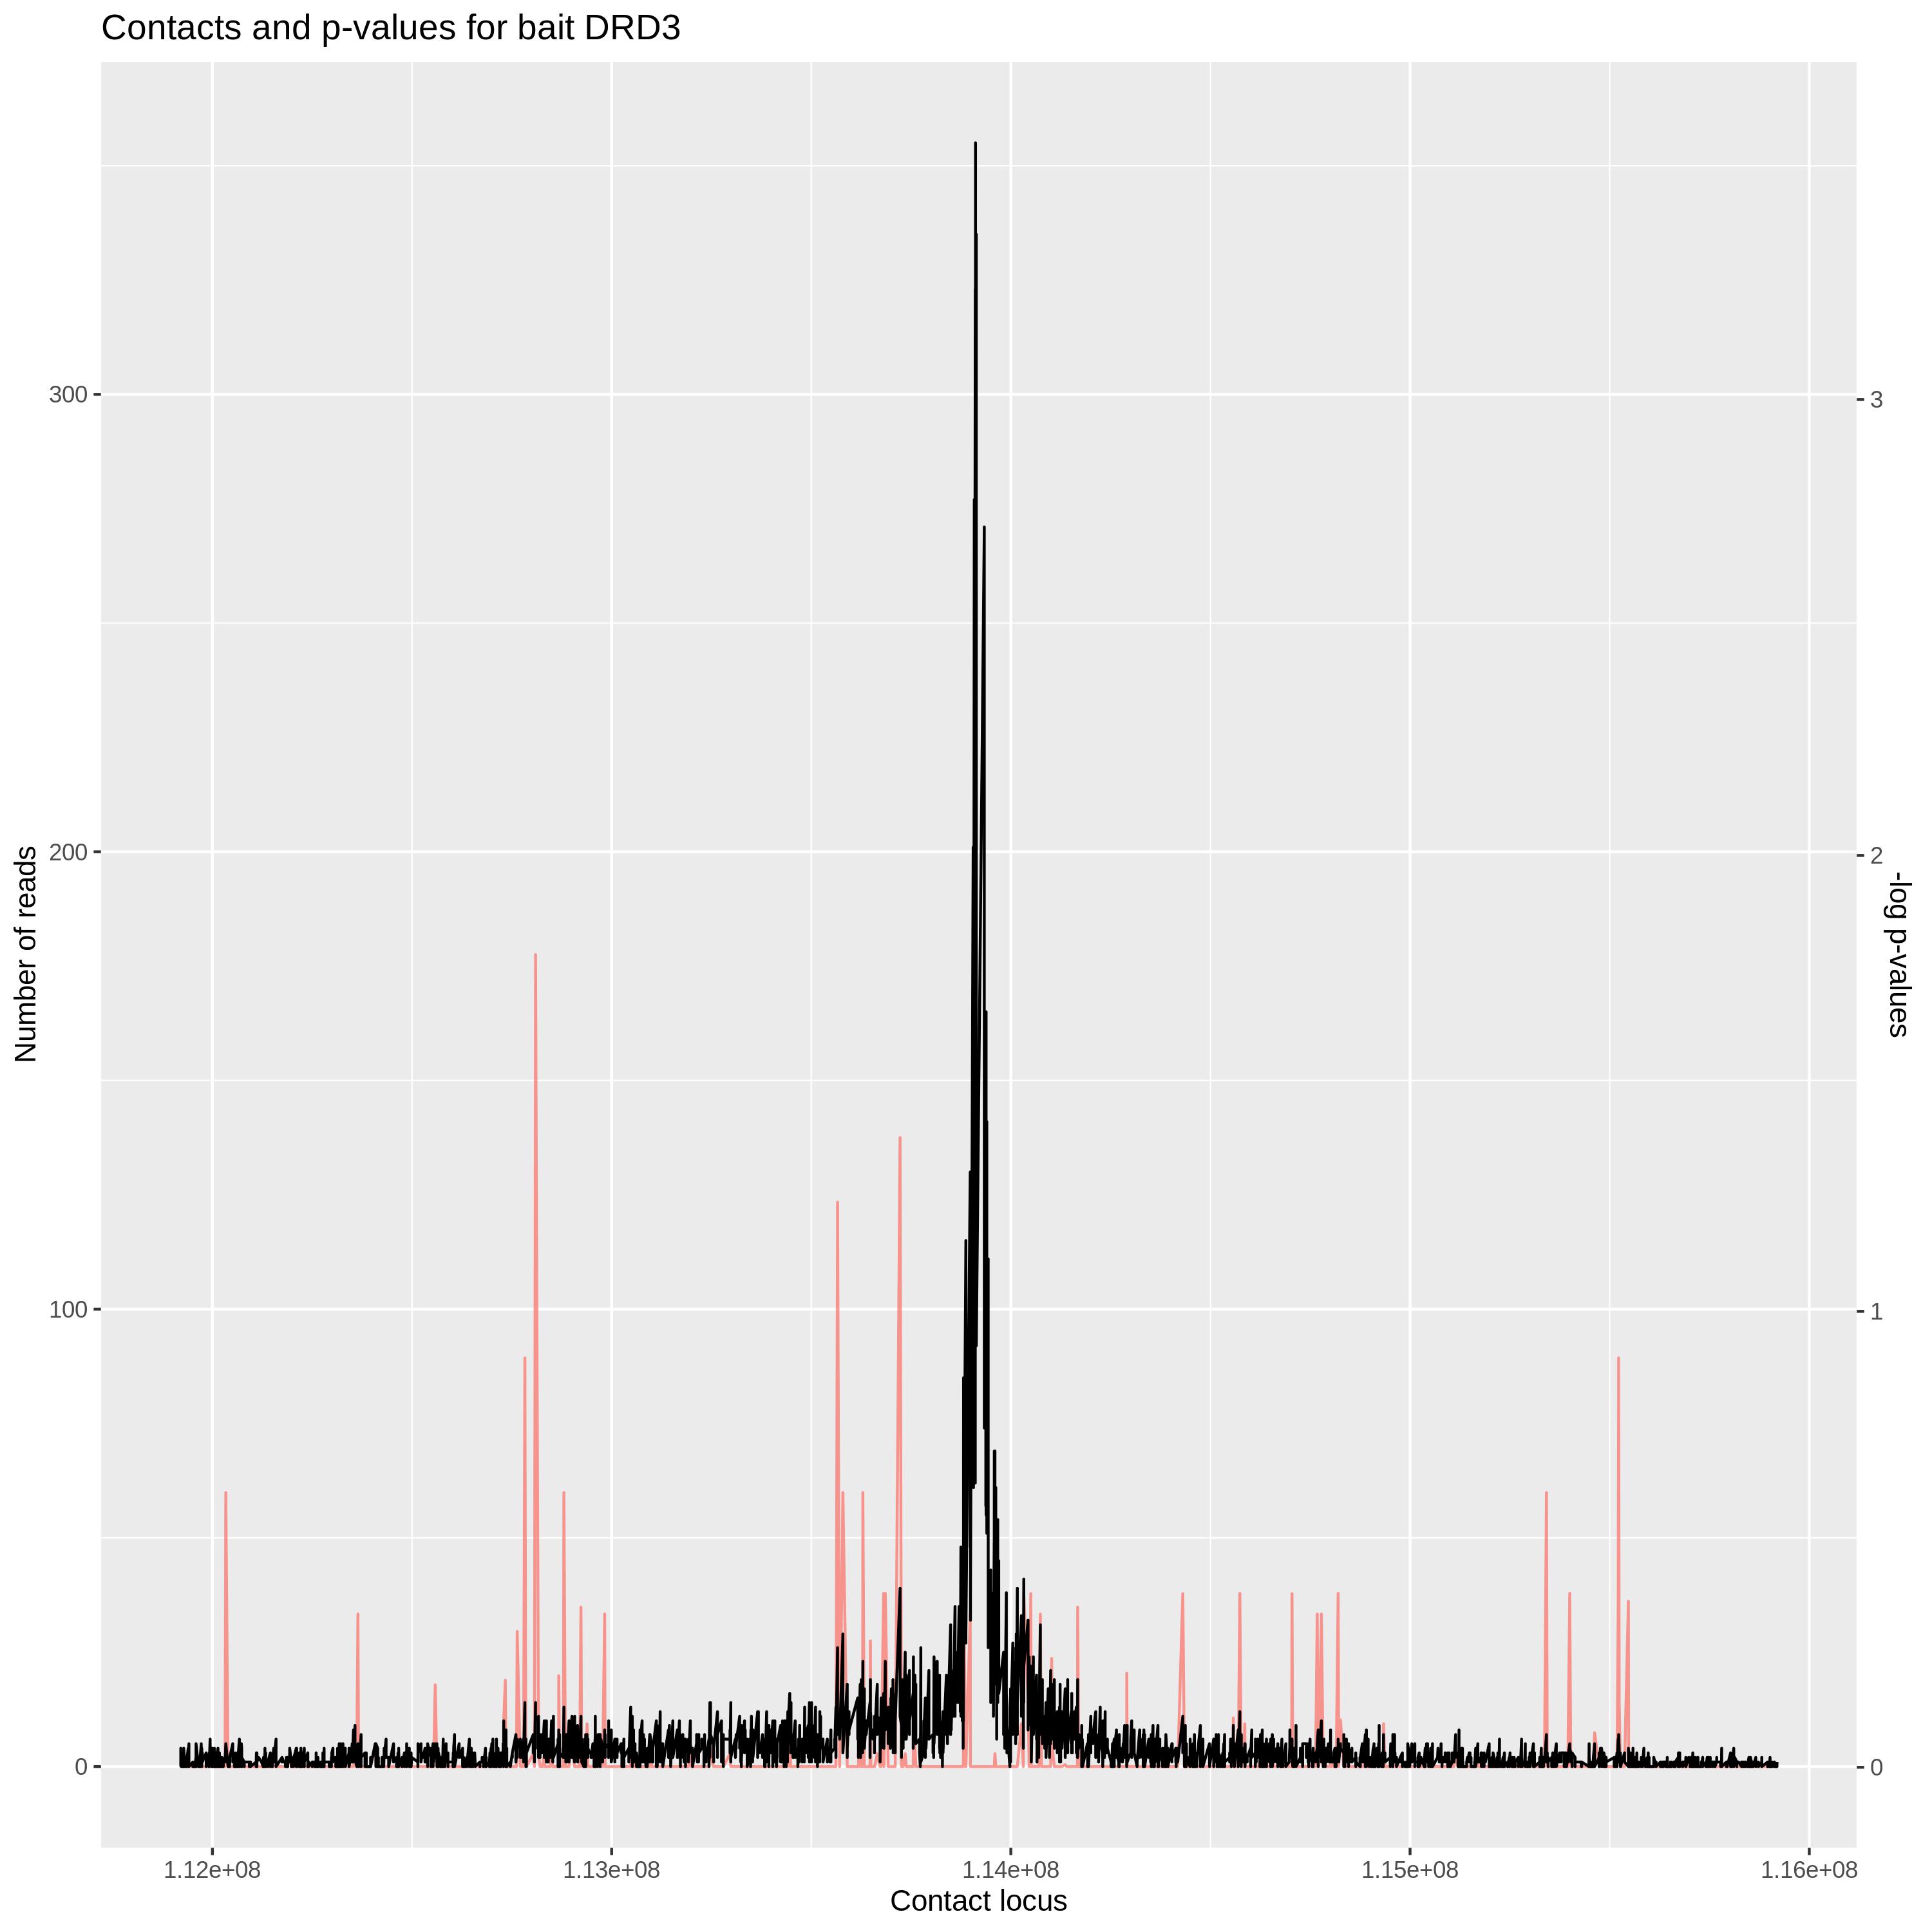 Contacts and p-values for bait DRD3
Number of reads
300
200
100
0
3
2
1
0
-log p-values
1.12e+08
1.13e+08
1.14e+08
1.15e+08
1.16e+08
Contact locus